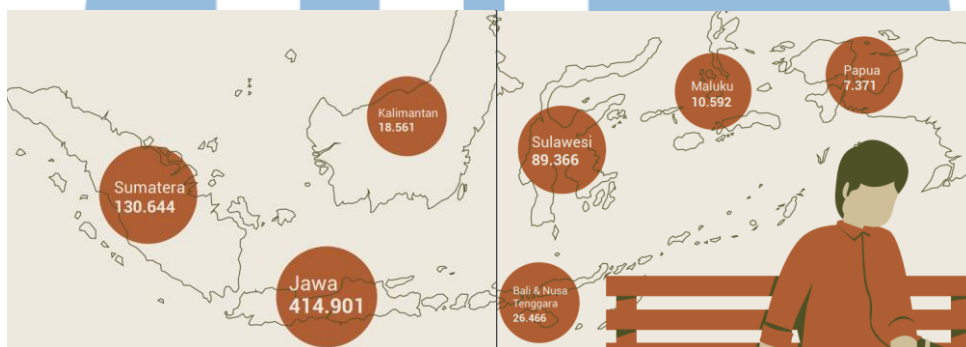 Sumatera
130.644
Jawa
414.901
Kalimantan
18.561
Sulawesi
89.366
Bali & Nusa
Tenggara
26.466
Maluku
10.592
Papua
7.371